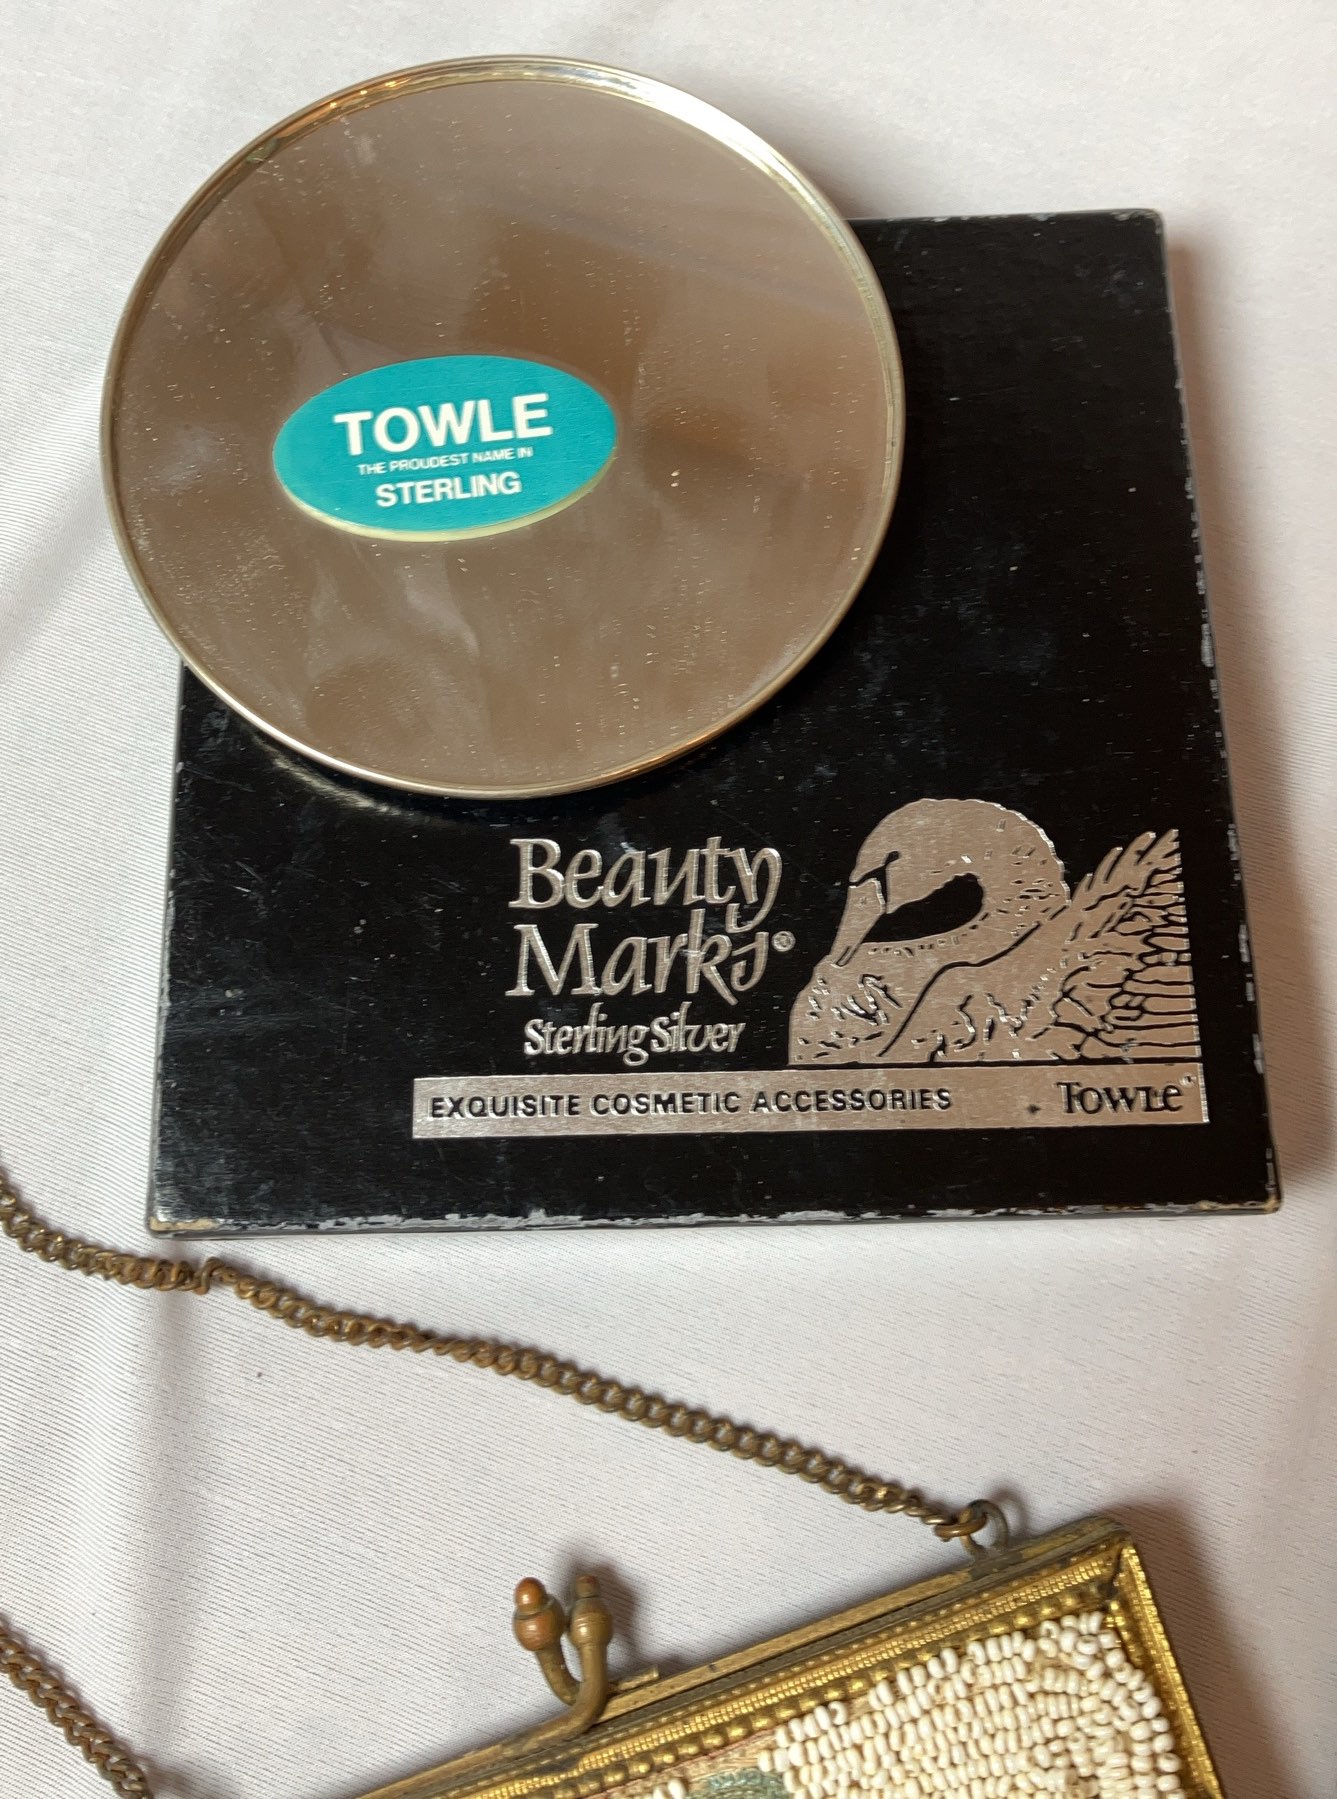 TOWLE
THE PROUDEST NAME IN
STERLING
Beauty
Marks®
Sterling Silver
EXQUISITE COSMETIC ACCESSORIES TOWLE®